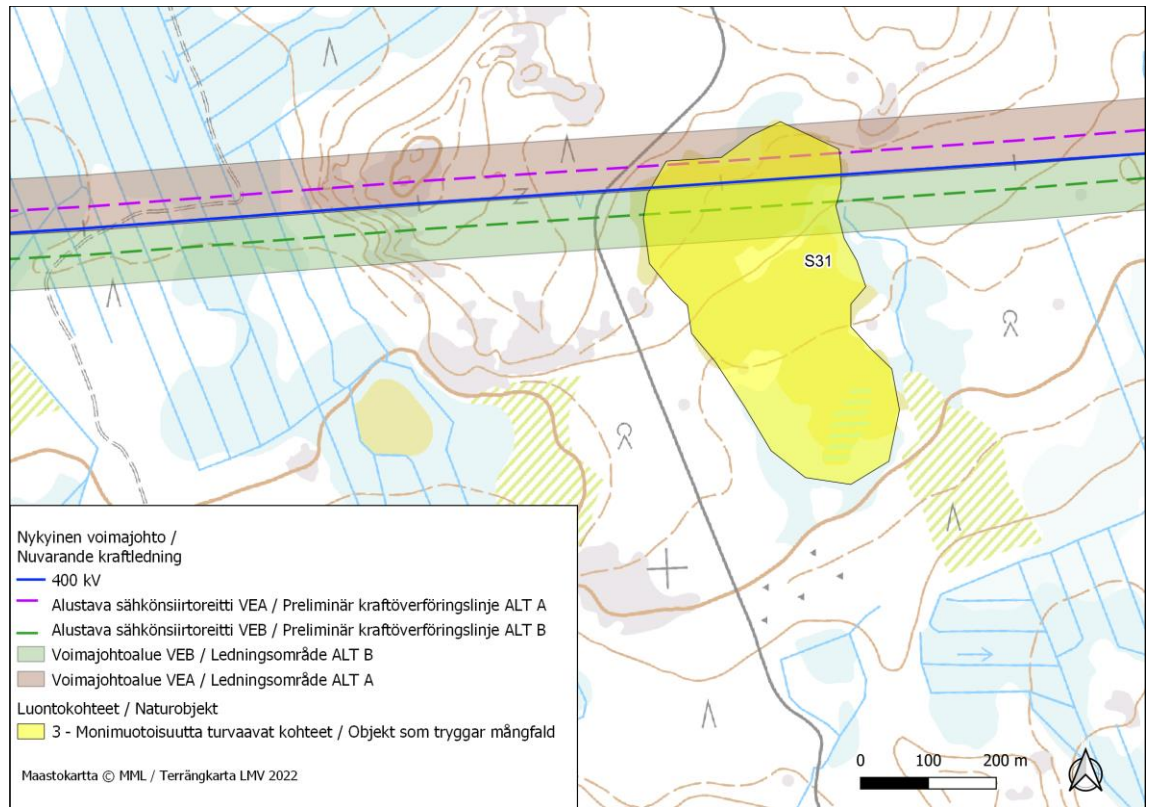 S31
Nykyinen voimajohto /
Nuvarande kraftledning
400 kV
Alustava sähkönsiirtoreitti VEA / Preliminär kraftöverföringslinje ALT A
Alustava sähkönsiirtoreitti VEB / Preliminär kraftöverföringslinje ALT B
Voimajohtoalue VEB / Ledningsområde ALT B
Voimajohtoalue VEA / Ledningsområde ALT A
Luontokohteet / Naturobjekt
3 - Monimuotoisuutta turvaavat kohteet / Objekt som tryggar mångfald
Maastokartta © MML / Terrängkarta LMV 2022
0 100 200 m